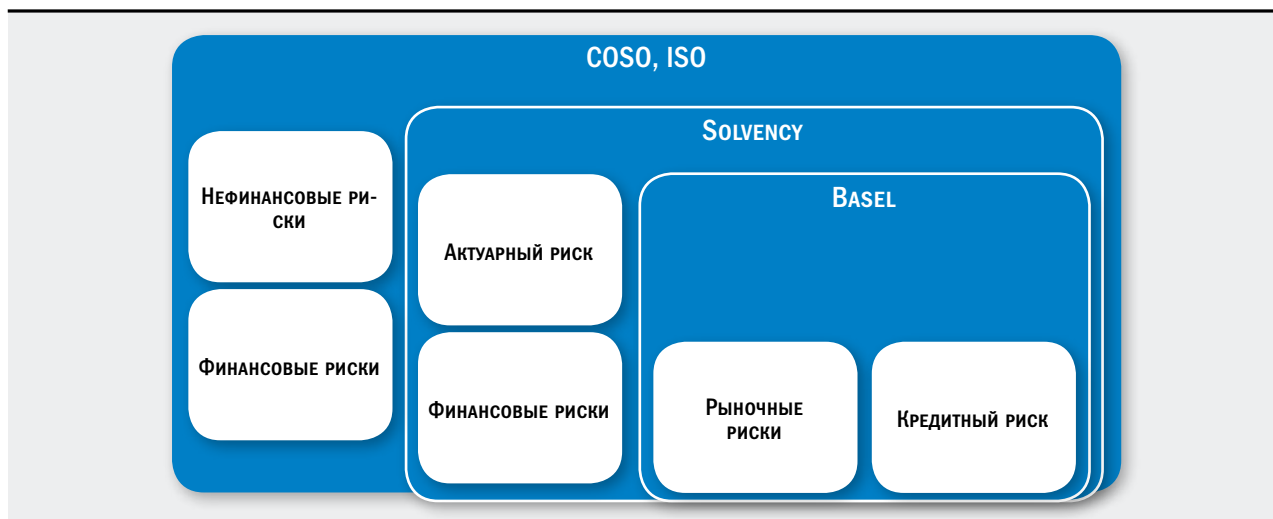 COSO, ISO
Нефинансовые ри-
ски
Финансовые риски
Solvency
Актуарный риск
Финансовые риски
Basel
Рыночные
риски
Кредитный риск